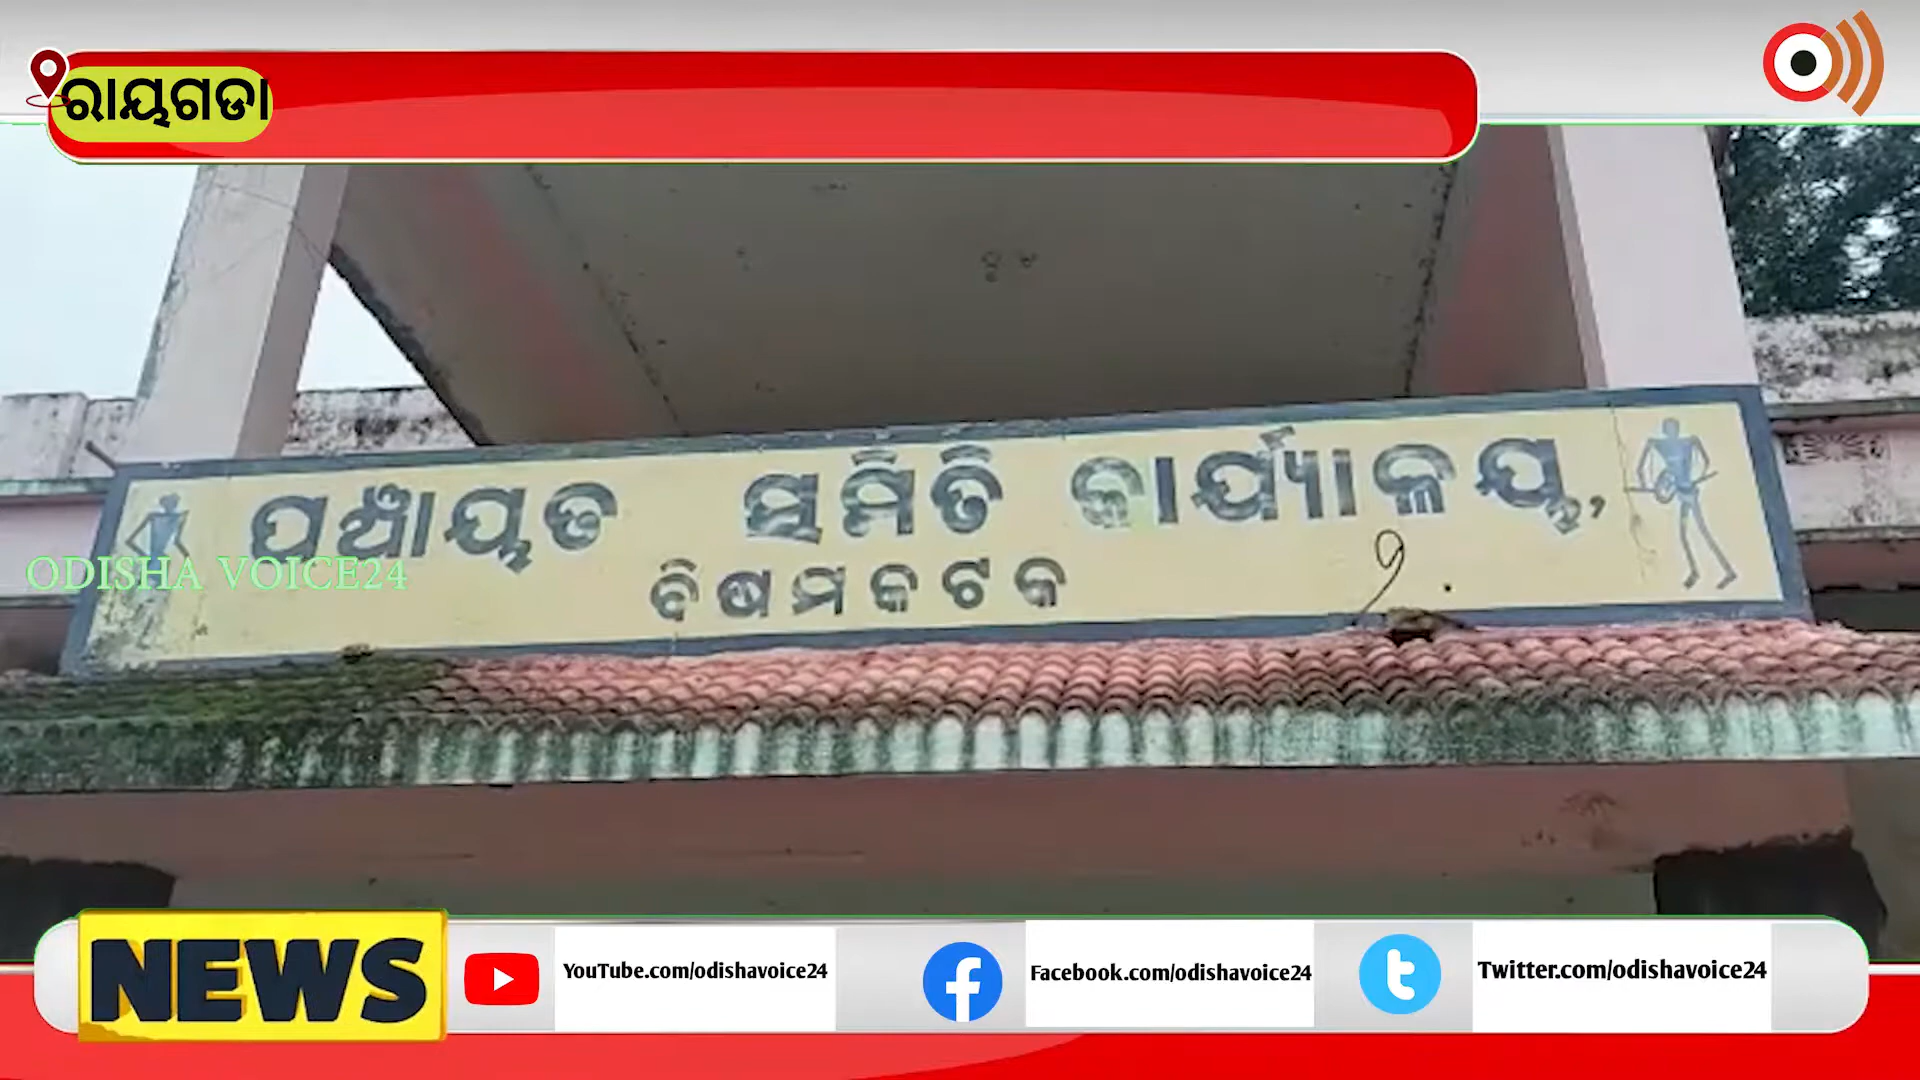 ରାୟଗଡା
ପଞ୍ଚାୟତ ସମିତି କାର୍ଯ୍ୟାଳୟ,
ବିଷମକଟକ
ODISHA VOICE24
NEWS
YouTube.com/odishavoice24
Facebook.com/odishavoice24
Twitter.com/odishavoice24